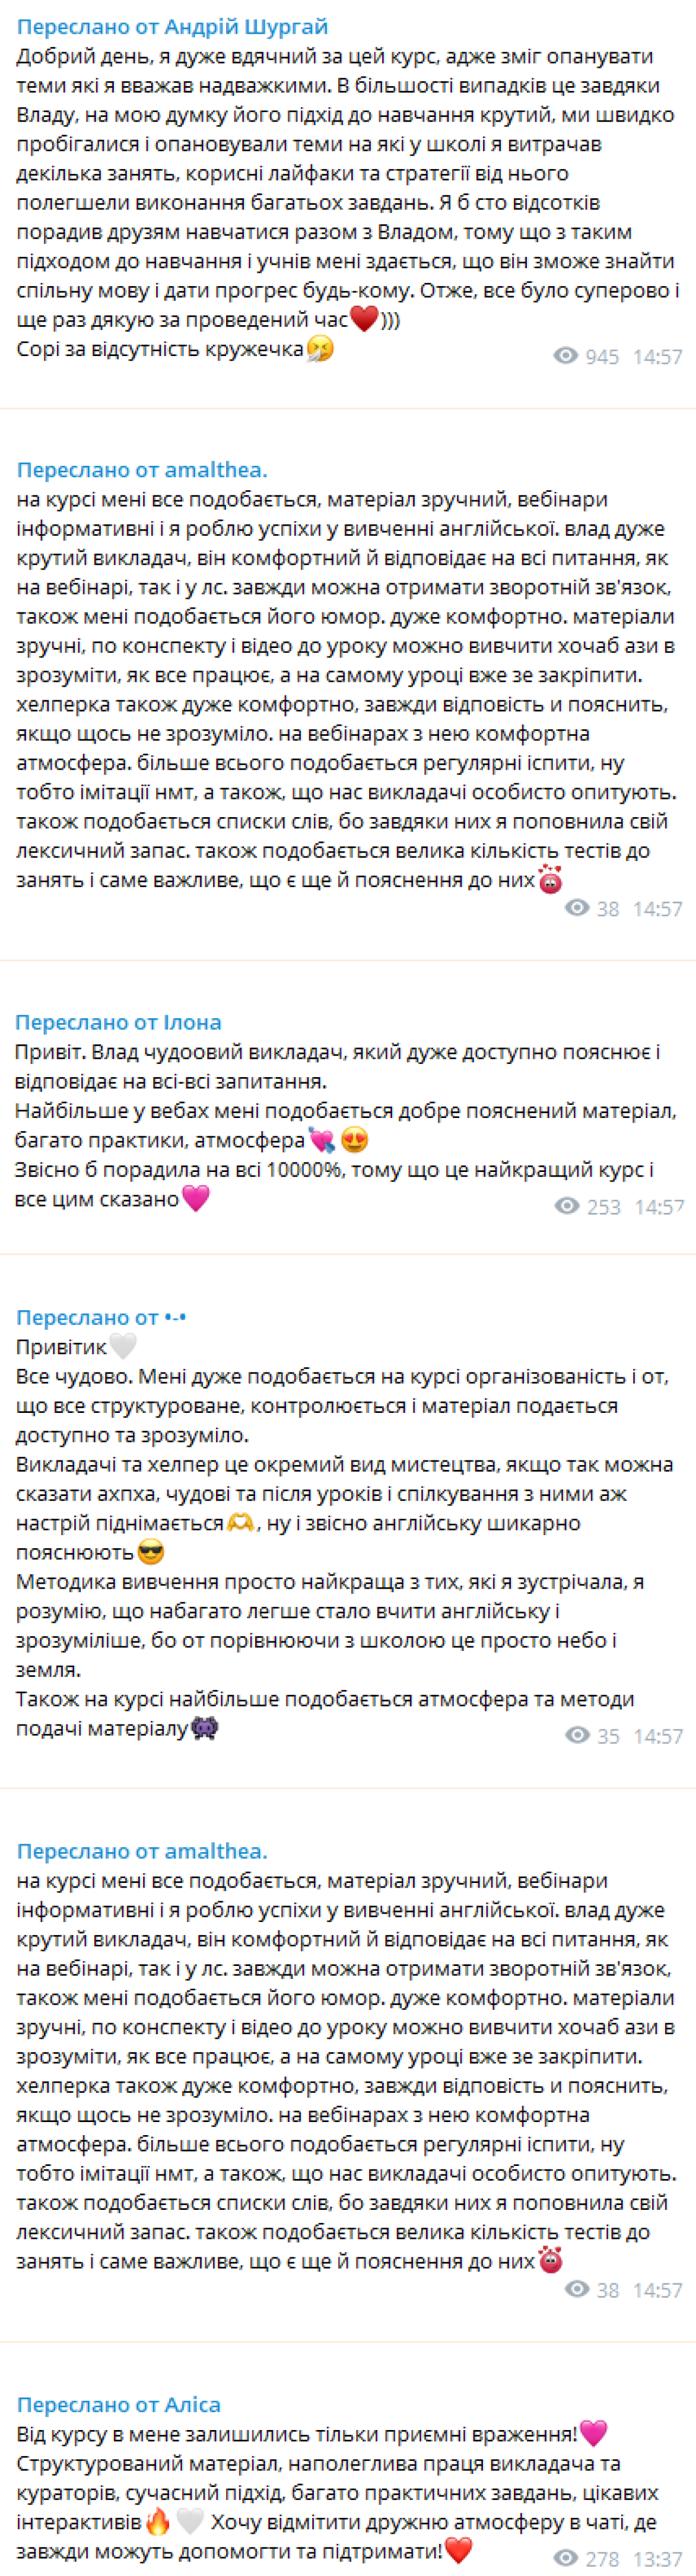 Переслано от Андрій Шургай
Добрий день, я дуже вдячний за цей курс, адже зміг опанувати
теми які я вважав надважкими. В більшості випадків це завдяки
Владу, на мою думку його підхід до навчання крутий, ми швидко
пробігалися і опановували теми на які у школі я витрачав
декілька занять, корисні лайфаки та стратегії від нього
полегшели виконання багатьох завдань. Я б сто відсотків
порадив друзям навчатися разом з Владом, тому що з таким
підходом до навчання і учнів мені здається, що він зможе знайти
спільну мову і дати прогрес будь-кому. Отже, все було суперово і
ще раз дякую за проведений час❤️)))
Сорі за відсутність кружечка🤧
945 14:57
Переслано от amalthea.
на курсі мені все подобається, матеріал зручний, вебінари
інформативні і я роблю успіхи у вивченні англійської. влад дуже
крутий викладач, він комфортний й відповідає на всі питання, як
на вебінарі, так і у лс. завжди можна отримати зворотній зв'язок,
також мені подобається його юмор. дуже комфортно. матеріали
зручні, по конспекту і відео до уроку можно вивчити хочаб ази в
зрозуміти, як все працює, а на самому уроці вже зе закріпити.
хелперка також дуже комфортно, завжди відповість и пояснить,
якщо щось не зрозуміло. на вебінарах з нею комфортна
атмосфера. більше всього подобається регулярні іспити, ну
тобто імітації нмт, а також, що нас викладачі особисто опитують.
також подобається списки слів, бо завдяки них я поповнила свій
лексичний запас. також подобається велика кількість тестів до
занять і саме важливе, що є ще й пояснення до них
38 14:57
Переслано от Ілона
Привіт. Влад чудоовий викладач, який дуже доступно пояснює і
відповідає на всі-всі запитання.
Найбільше у вебах мені подобається добре пояснений матеріал,
багато практики, атмосфера💘😍
Звісно б порадила на всі 10000%, тому що це найкращий курс і
все цим сказано🩷
253 14:57
Переслано от •-•
Привітик🤍
Все чудово. Мені дуже подобається на курсі організованість і от,
що все структуроване, контролюється і матеріал подається
доступно та зрозуміло.
Викладачі та хелпер це окремий вид мистецтва, якщо так можна
сказати ахпха, чудові та після уроків і спілкування з ними аж
настрій піднімається🫶, ну і звісно англійську шикарно
пояснюють😎
Методика вивчення просто найкраща з тих, які я зустрічала, я
розумію, що набагато легше стало вчити англійську і
зрозуміліше, бо от порівнюючи з школою це просто небо і
земля.
Також на курсі найбільше подобається атмосфера та методи
подачі матеріалу👾
35 14:57
Переслано от amalthea.
на курсі мені все подобається, матеріал зручний, вебінари
інформативні і я роблю успіхи у вивченні англійської. влад дуже
крутий викладач, він комфортний й відповідає на всі питання, як
на вебінарі, так і у лс. завжди можна отримати зворотній зв'язок,
також мені подобається його юмор. дуже комфортно. матеріали
зручні, по конспекту і відео до уроку можно вивчити хочаб ази в
зрозуміти, як все працює, а на самому уроці вже зе закріпити.
хелперка також дуже комфортно, завжди відповість и пояснить,
якщо щось не зрозуміло. на вебінарах з нею комфортна
атмосфера. більше всього подобається регулярні іспити, ну
тобто імітації нмт, а також, що нас викладачі особисто опитують.
також подобається списки слів, бо завдяки них я поповнила свій
лексичний запас. також подобається велика кількість тестів до
занять і саме важливе, що є ще й пояснення до них
38 14:57
Переслано от Аліса
Від курсу в мене залишились тільки приємні враження!🩷
Структурований матеріал, наполеглива праця викладача та
кураторів, сучасний підхід, багато практичних завдань, цікавих
інтерактивів🔥🤍 Хочу відмітити дружню атмосферу в чаті, де
завжди можуть допомогти та підтримати!❤️
278 13:37